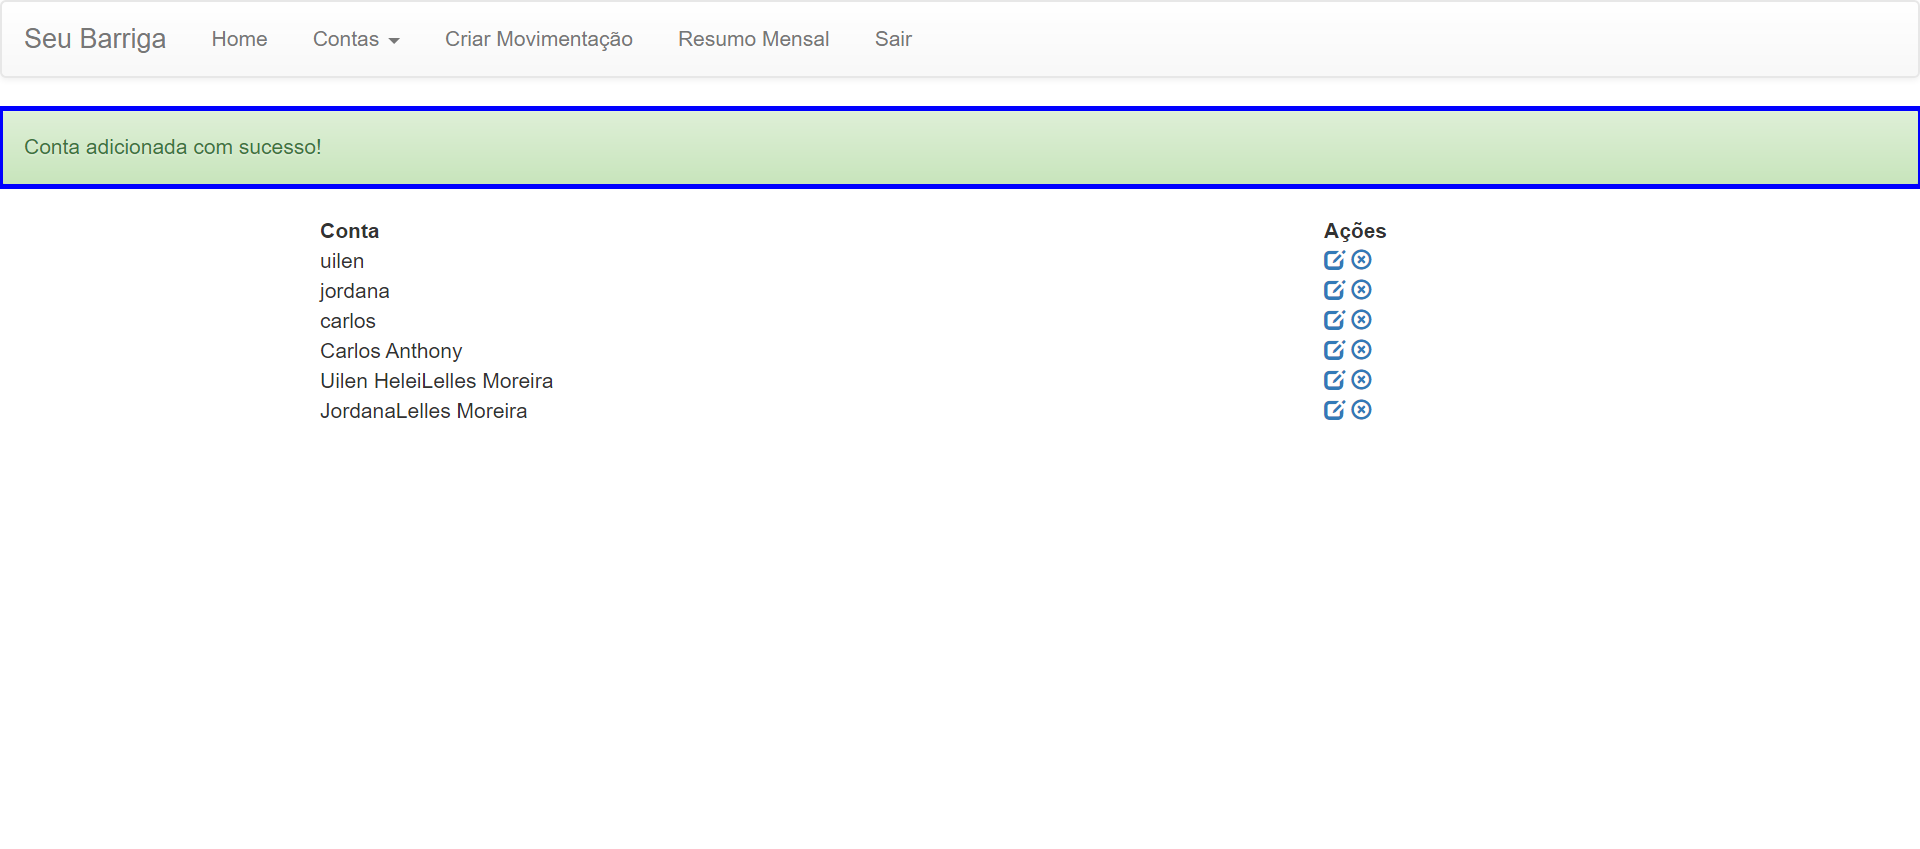 Seu Barriga Home Contas Criar Movimentação Resumo Mensal Sair
Conta adicionada com sucesso!
Conta Ações
uilen
jordana
carlos
Carlos Anthony
Uilen HeleiLelles Moreira
JordanaLelles Moreira